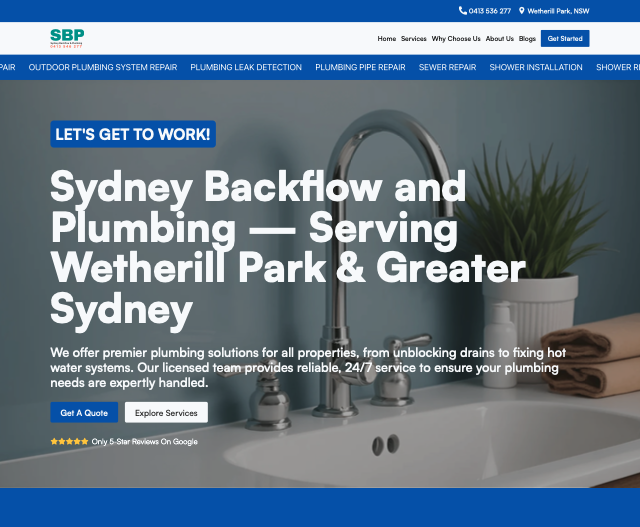 0413 536 277 Wetherill Park, NSW
SBP
Home Services Why Choose Us About Us Blogs Get Started
PAIR OUTDOOR PLUMBING SYSTEM REPAIR PLUMBING LEAK DETECTION PLUMBING PIPE REPAIR SEWER REPAIR SHOWER INSTALLATION SHOWER RE
LET'S GET TO WORK!
Sydney Backflow and
Plumbing — Serving
Wetherill Park & Greater
Sydney
We offer premier plumbing solutions for all properties, from unblocking drains to fixing hot
water systems. Our licensed team provides reliable, 24/7 service to ensure your plumbing
needs are expertly handled.
Get A Quote Explore Services
Only 5-Star Reviews On Google